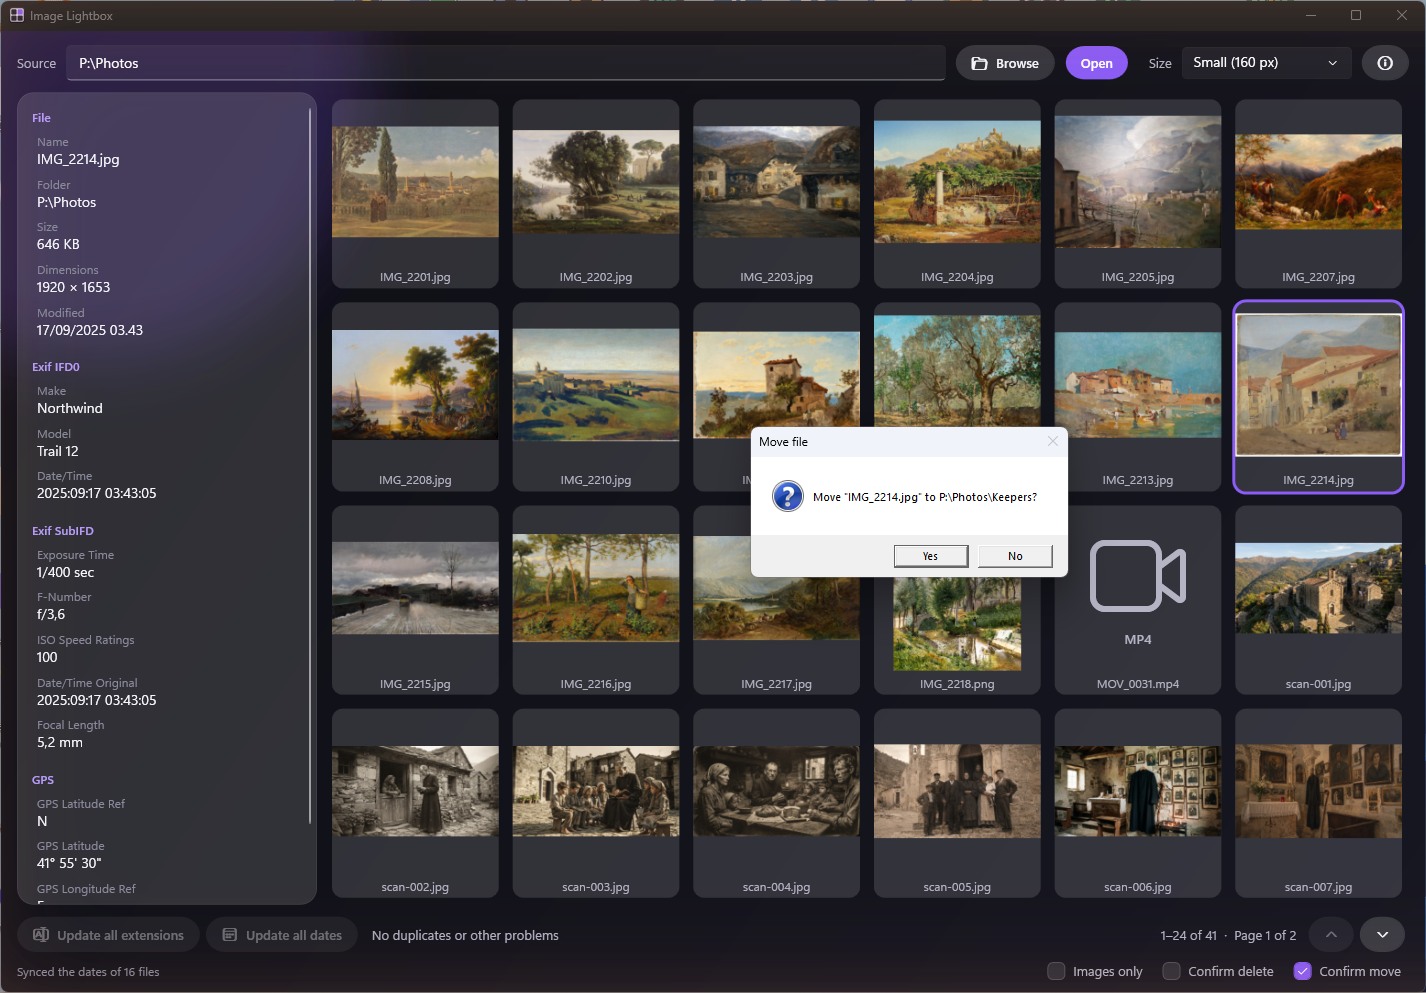 Image Lightbox
Source
P:\Photos
Browse
Open
Size
Small (160 px)
File
Name
IMG_2214.jpg
Folder
P:\Photos
Size
646 KB
Dimensions
1920 × 1653
Modified
17/09/2025 03.43
Exif IFD0
Make
Northwind
Model
Trail 12
Date/Time
2025:09:17 03:43:05
Exif SubIFD
Exposure Time
1/400 sec
F-Number
f/3,6
ISO Speed Ratings
100
Date/Time Original
2025:09:17 03:43:05
Focal Length
5,2 mm
GPS
GPS Latitude Ref
N
GPS Latitude
41° 55' 30"
GPS Longitude Ref
IMG_2201.jpg
IMG_2202.jpg
IMG_2203.jpg
IMG_2204.jpg
IMG_2205.jpg
IMG_2207.jpg
IMG_2208.jpg
IMG_2210.jpg
IMG_2213.jpg
IMG_2214.jpg
Move file
Move "IMG_2214.jpg" to P:\Photos\Keepers?
Yes
No
IMG_2215.jpg
IMG_2216.jpg
IMG_2217.jpg
IMG_2218.png
MP4
MOV_0031.mp4
scan-001.jpg
scan-002.jpg
scan-003.jpg
scan-004.jpg
scan-005.jpg
scan-006.jpg
scan-007.jpg
Update all extensions
Update all dates
No duplicates or other problems
1–24 of 41 · Page 1 of 2
Synced the dates of 16 files
Images only
Confirm delete
Confirm move